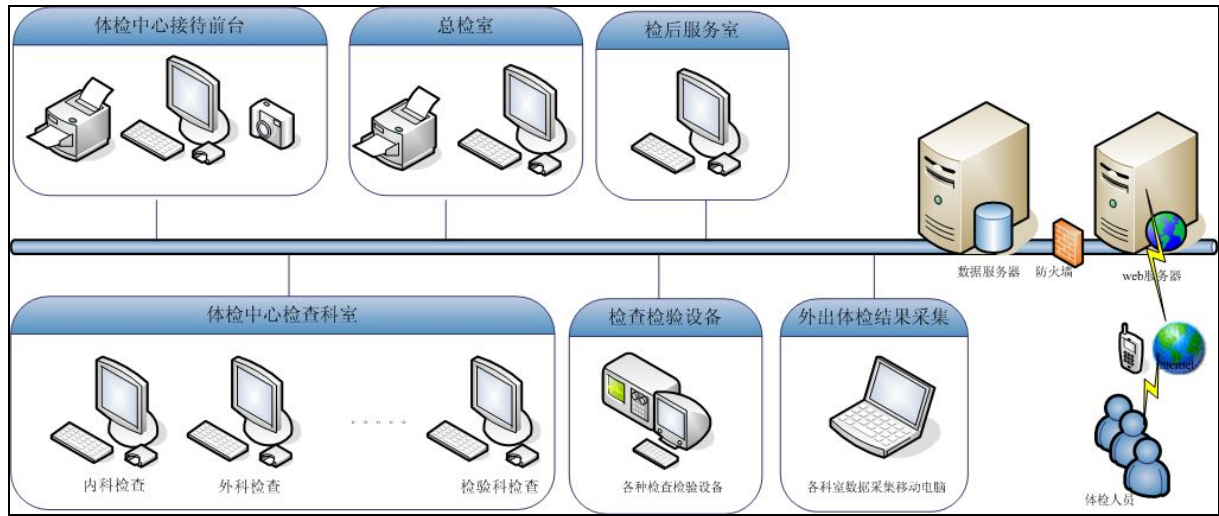 体检中心接待前台
总检室
检后服务室
数据服务器
防火墙
web服务器
体检中心检查科室
检查检验设备
外出体检结果采集
Internet
内科检查
外科检查
。。。。。
检验科检查
各种检查检验设备
各科室数据采集移动电脑
体检人员